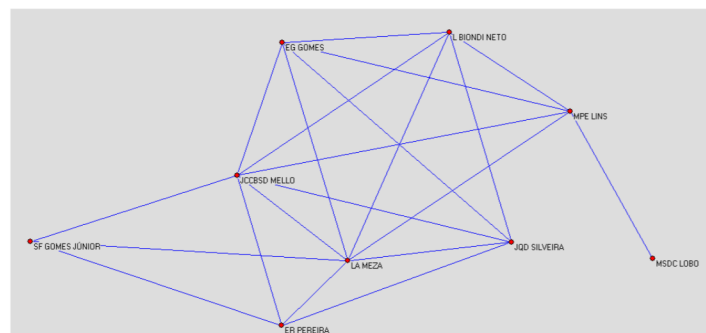 L BIONDI NETO
EG GOMES
MPE LINS
JCCBSD MELLO
SF GOMES JÚNIOR
JQD SILVEIRA
MSDC LOBO
LA MEZA
ER PEREIRA